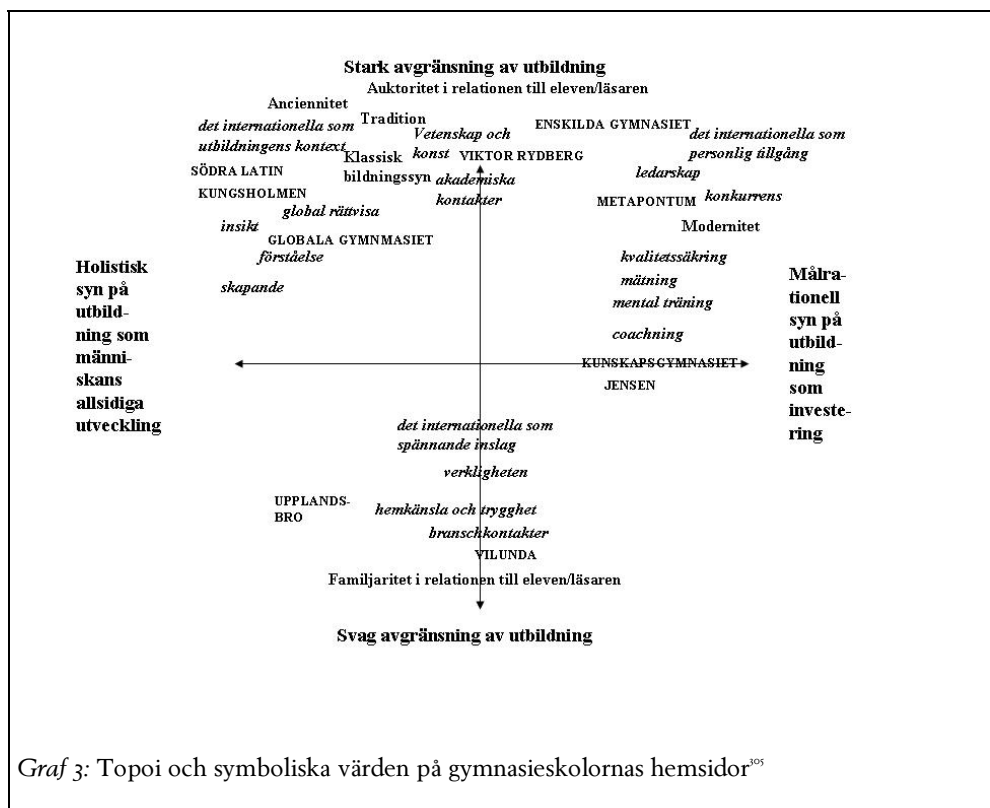 Stark avgränsning av utbildning
Auktoritet i relationen till eleven/läsaren
Anciennitet
det internationella som
utbildningens kontext
Tradition
Vetenskap och
konst
ENSKILDA GYMNASIET
det internationella som
personlig tillgång
Klassisk
bildningssyn
VIKTOR RYDBERG
SÖDRA LATIN
akademiska
kontakter
ledarskap
KUNGSHOLMEN
METAPONTUM
konkurrens
global rättvisa
insikt
Modernitet
GLOBALA GYMNMASIET
förståelse
kvalitetssäkring
skapande
mätning
mental träning
coachning
Holistisk
syn på
utbild-
ning som
männi-
skans
allsidiga
utveckling
Målra-
tionell
syn på
utbild-
ning
som
investe-
ring
KUNSKAPSGYMNASIET
JENSEN
det internationella som
spännande inslag
verkligheten
UPPLANDS-
BRO
hemkänsla och trygghet
branschkontakter
VILUNDA
Familjaritet i relationen till eleven/läsaren
Svag avgränsning av utbildning
Graf 3: Topoi och symboliska värden på gymnasieskolornas hemsidor³⁰⁵